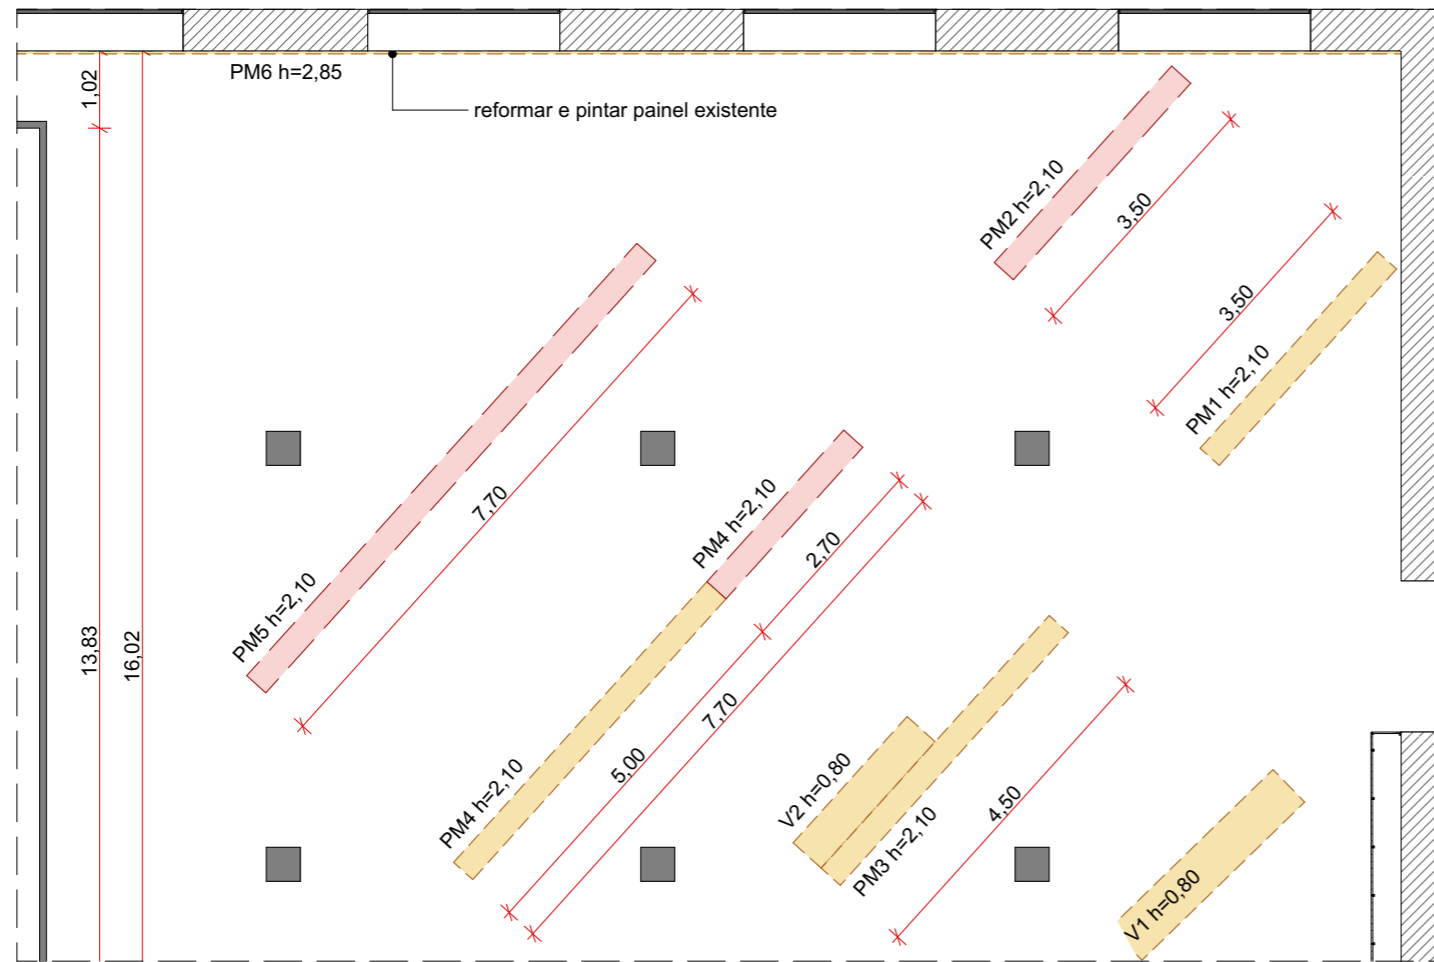 PM6 h=2,85
1,02
reformar e pintar painel existente
PM2 h=2,10
3,50
3,50
PM1 h=2,10
7,70
PM4 h=2,10
2,70
PM5 h=2,10
13,83
16,02
7,70
5,00
V2 h=0,80
PM4 h=2,10
4,50
PM3 h=2,10
V1 h=0,80